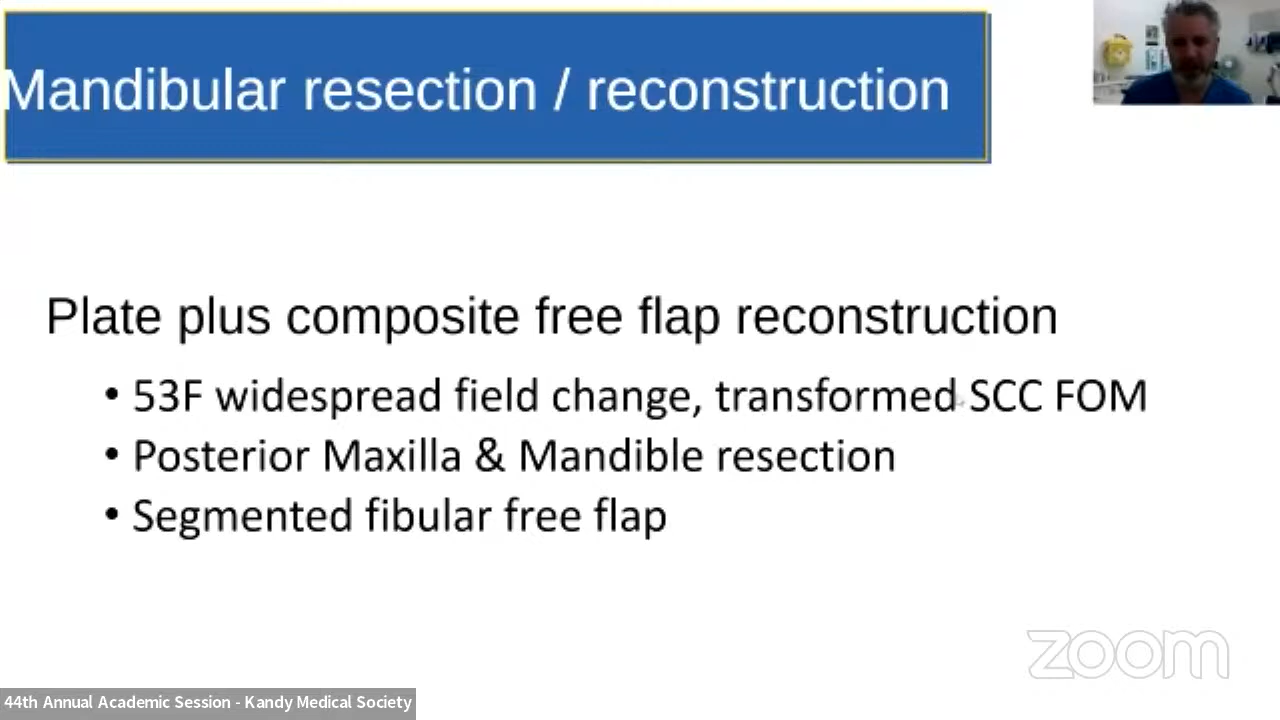 Mandibular resection / reconstruction
Plate plus composite free flap reconstruction
• 53F widespread field change, transformed SCC FOM
• Posterior Maxilla & Mandible resection
• Segmented fibular free flap
zoom
44th Annual Academic Session - Kandy Medical Society